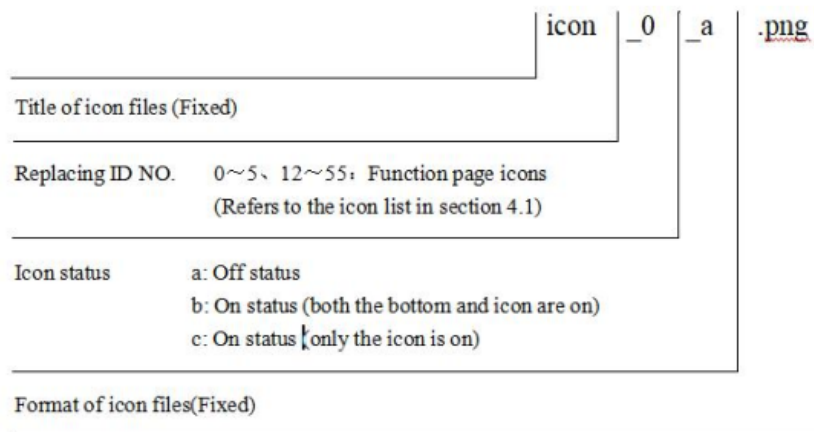 icon _0 _a .png
Title of icon files (Fixed)
Replacing ID NO. 0～5、12～55：Function page icons
(Refers to the icon list in section 4.1)
Icon status a: Off status
b: On status (both the bottom and icon are on)
c: On status (only the icon is on)
Format of icon files(Fixed)